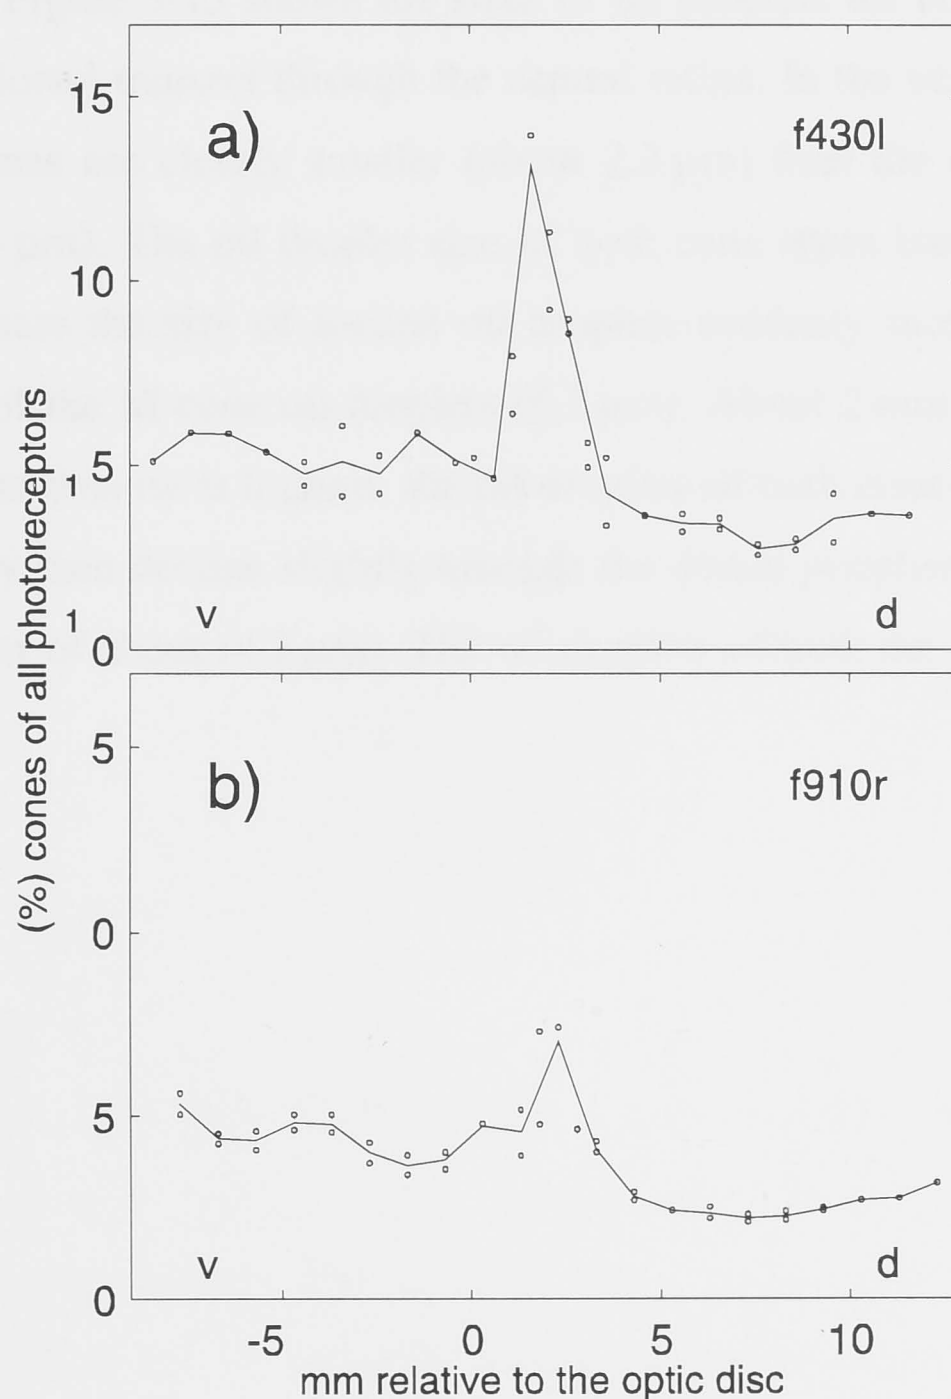 15
a)
f430l
10
1 5
1 0
v
d
(%) cones of all photoreceptors
5
b)
f910r
0
5
v
d
0
-5
0
5
10
mm relative to the optic disc